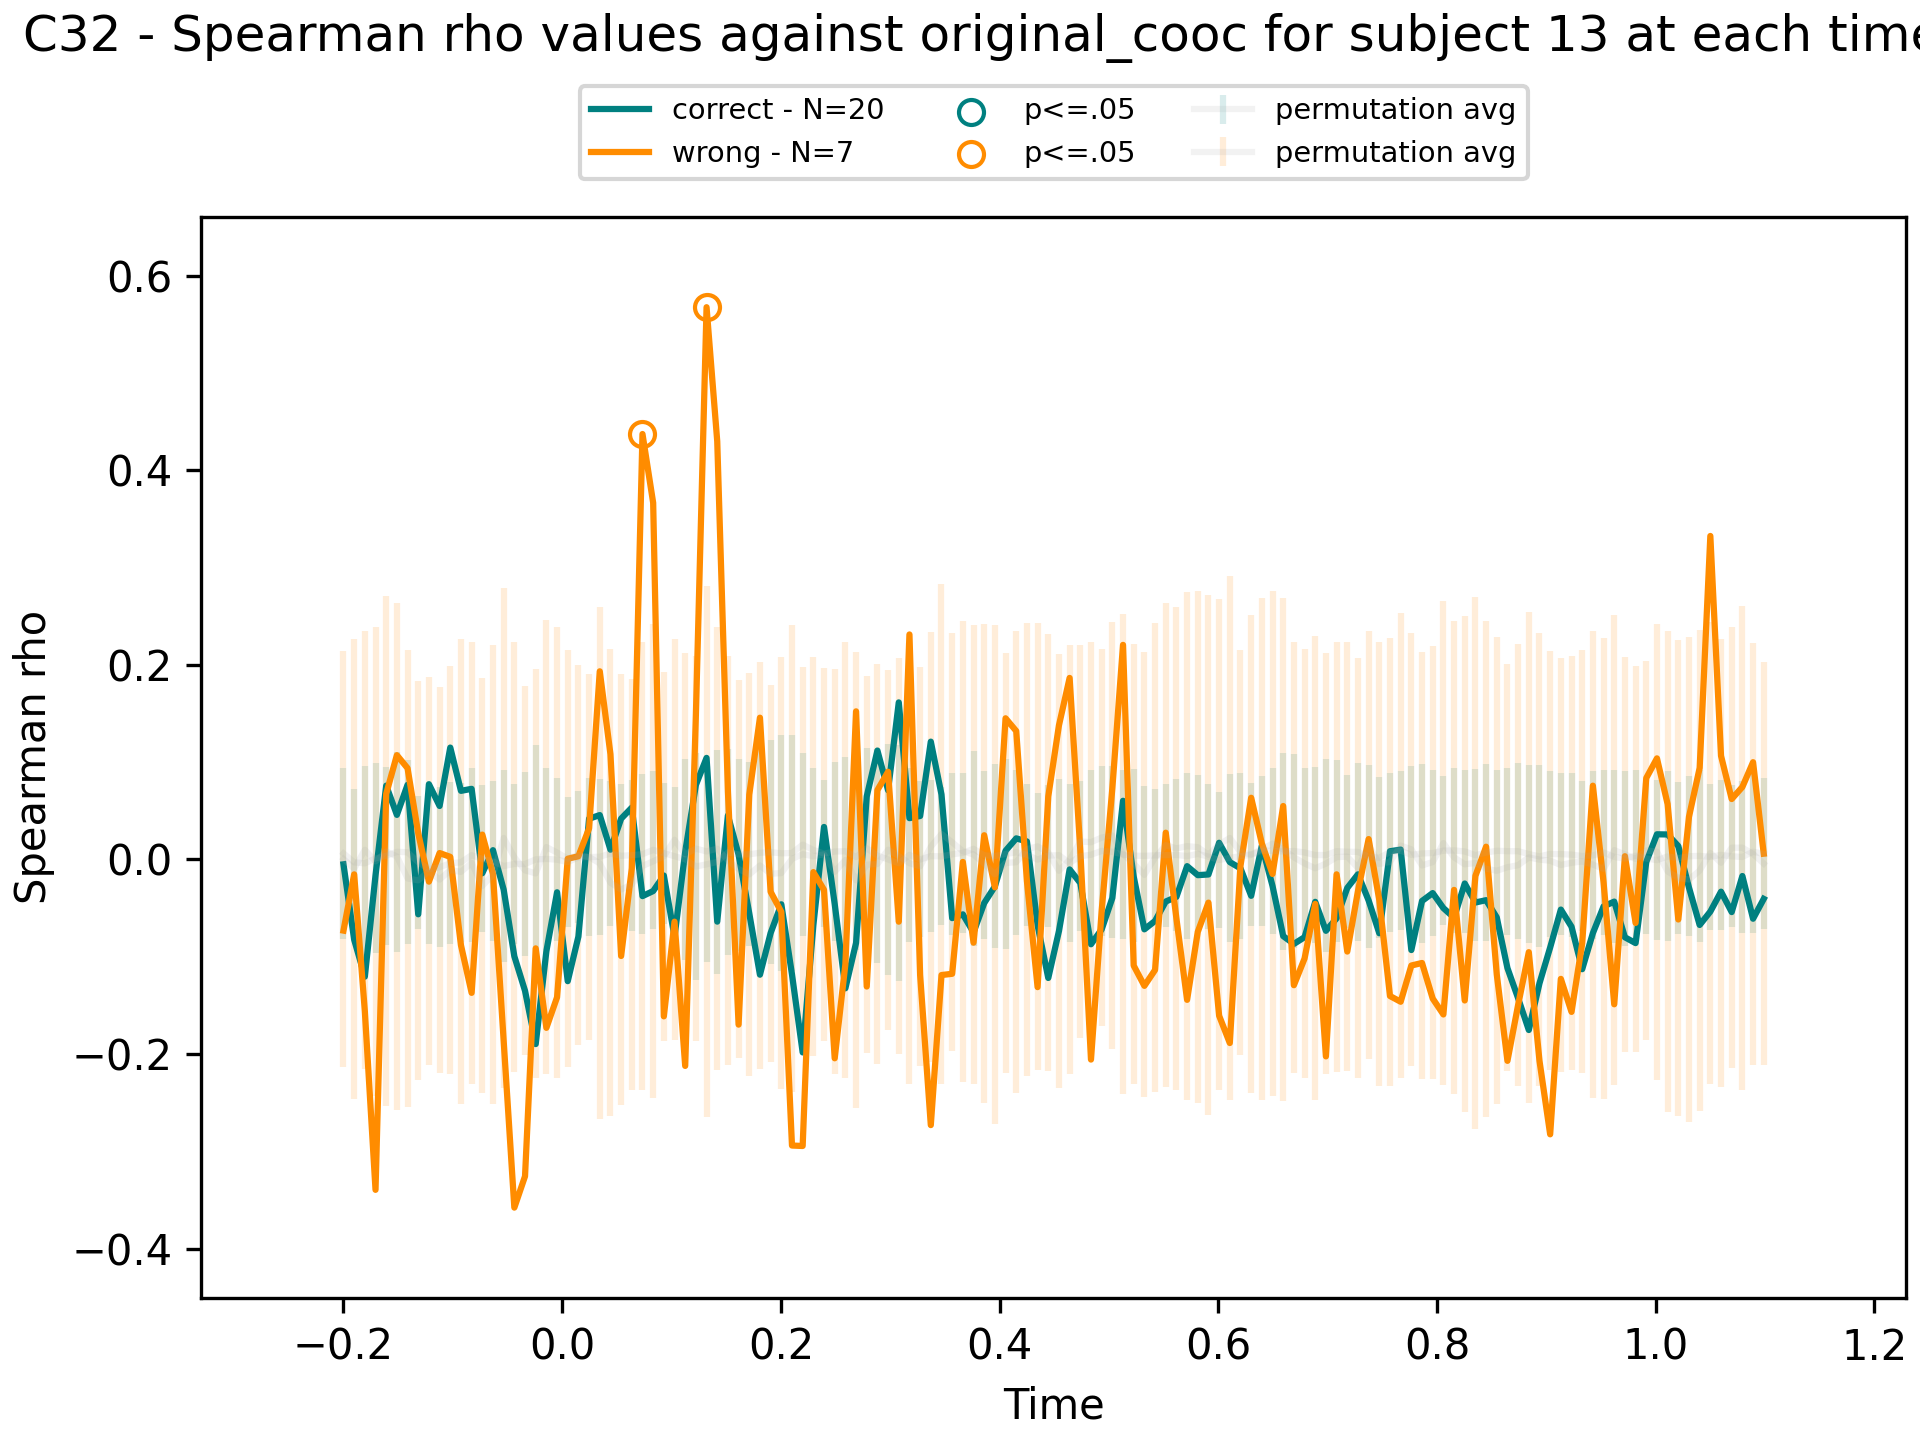 C32 - Spearman rho values against original_cooc for subject 13 at each time
correct - N=20
wrong - N=7
p<=.05
p<=.05
permutation avg
permutation avg
0.6
0.4
0.2
0.0
−0.2
−0.4
Spearman rho
−0.2 0.0 0.2 0.4 0.6 0.8 1.0 1.2
Time